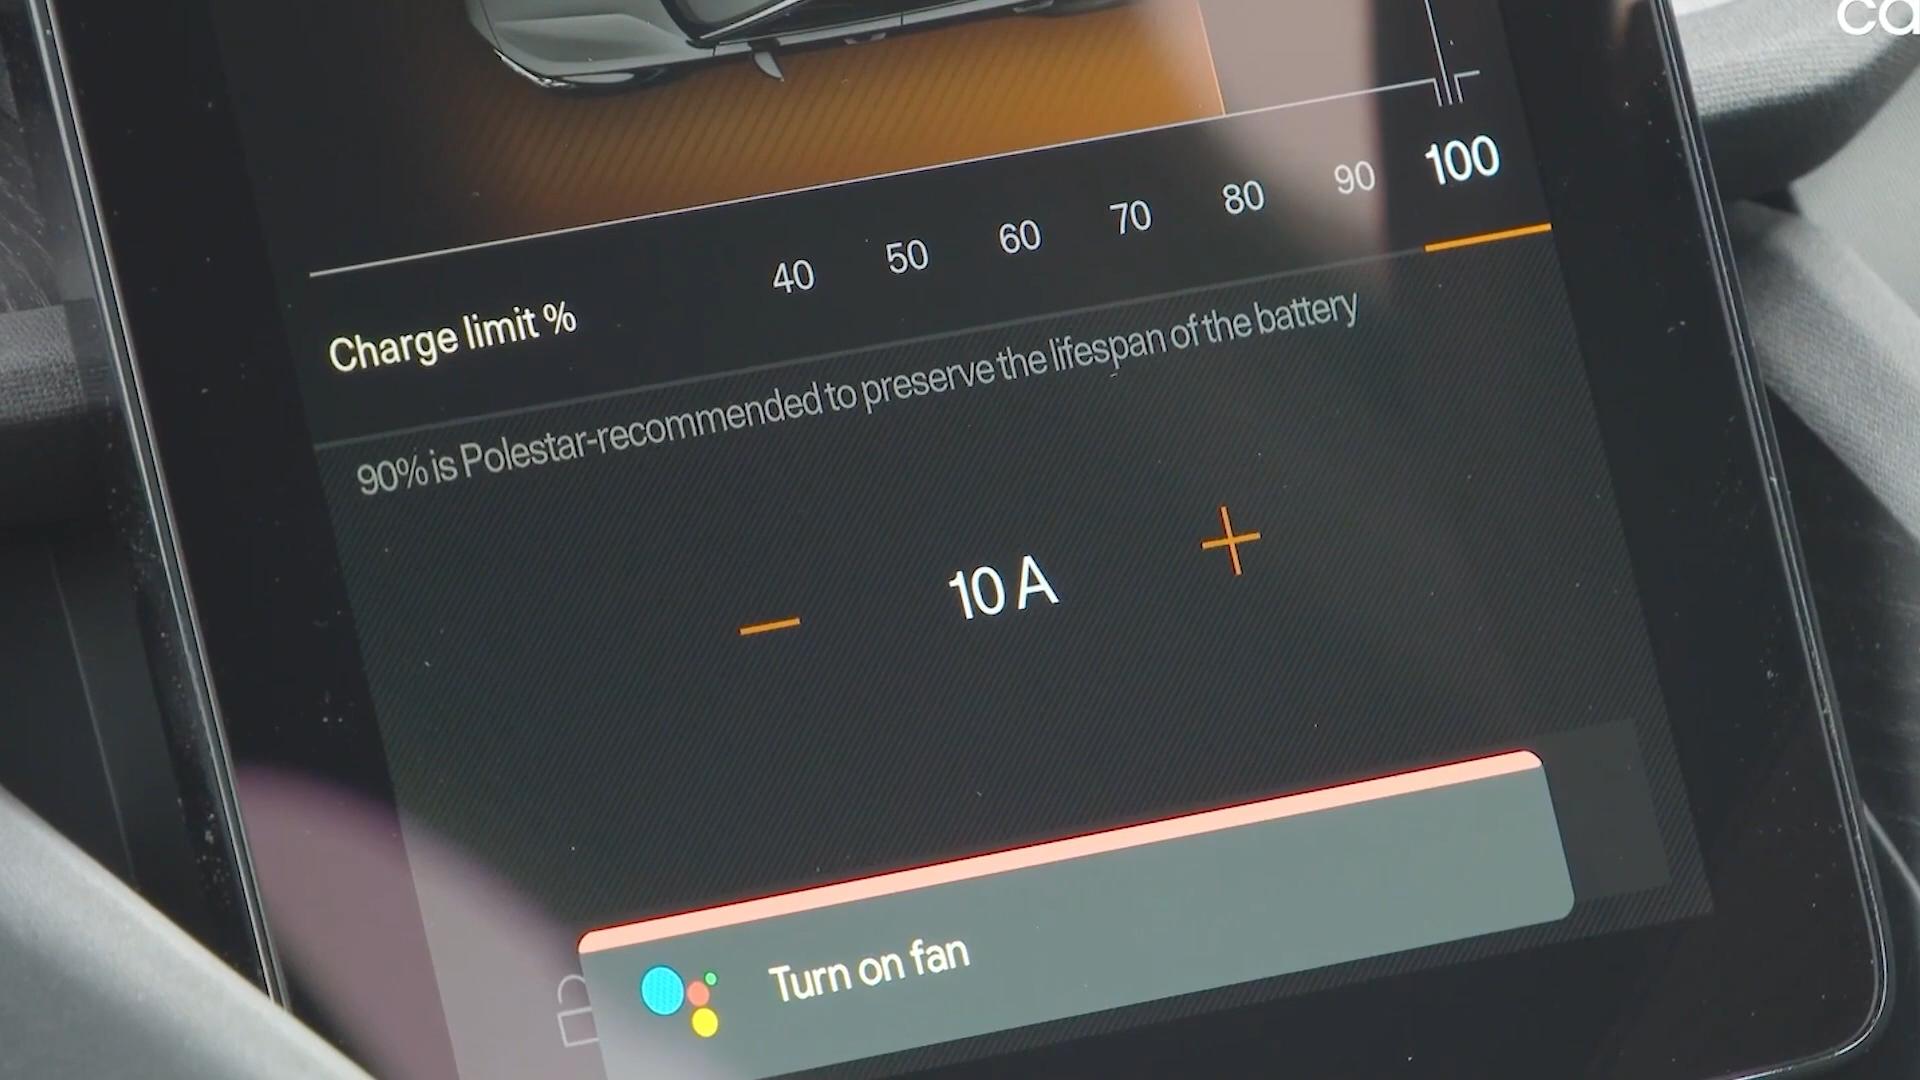 40 50 60 70 80 90 100
Charge limit %
90% is Polestar-recommended to preserve the lifespan of the battery
10 A
Turn on fan